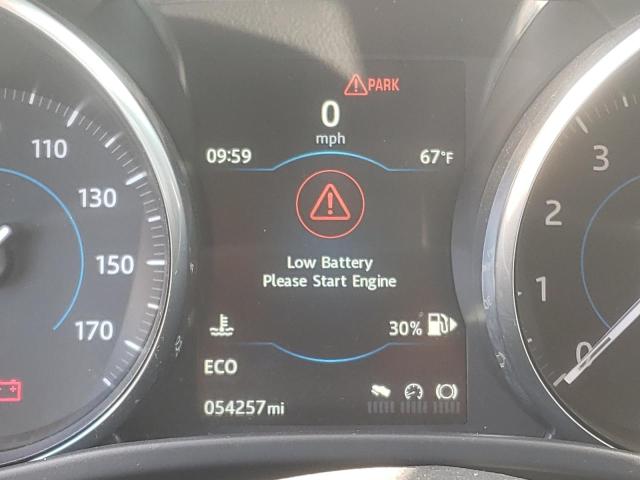 PARK
0
mph
09:59 67°F
110
130
150
170
Low Battery
Please Start Engine
30%
ECO
054257mi
3
2
1
0